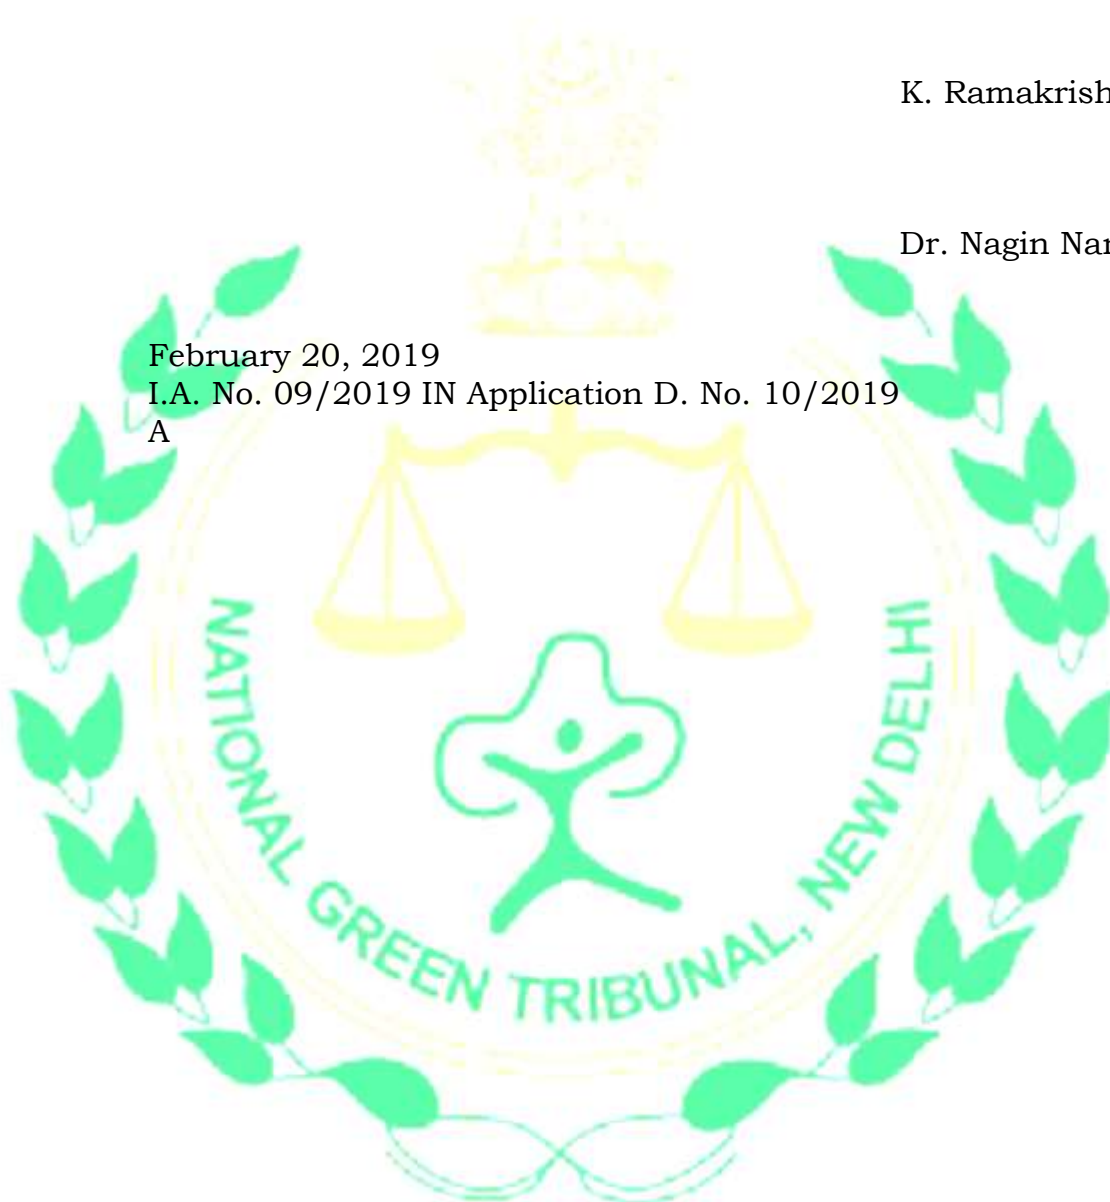 K. Ramakrish
Dr. Nagin Nan
February 20, 2019
I.A. No. 09/2019 IN Application D. No. 10/2019
A
NATIONAL GREEN TRIBUNAL, NEW DELHI